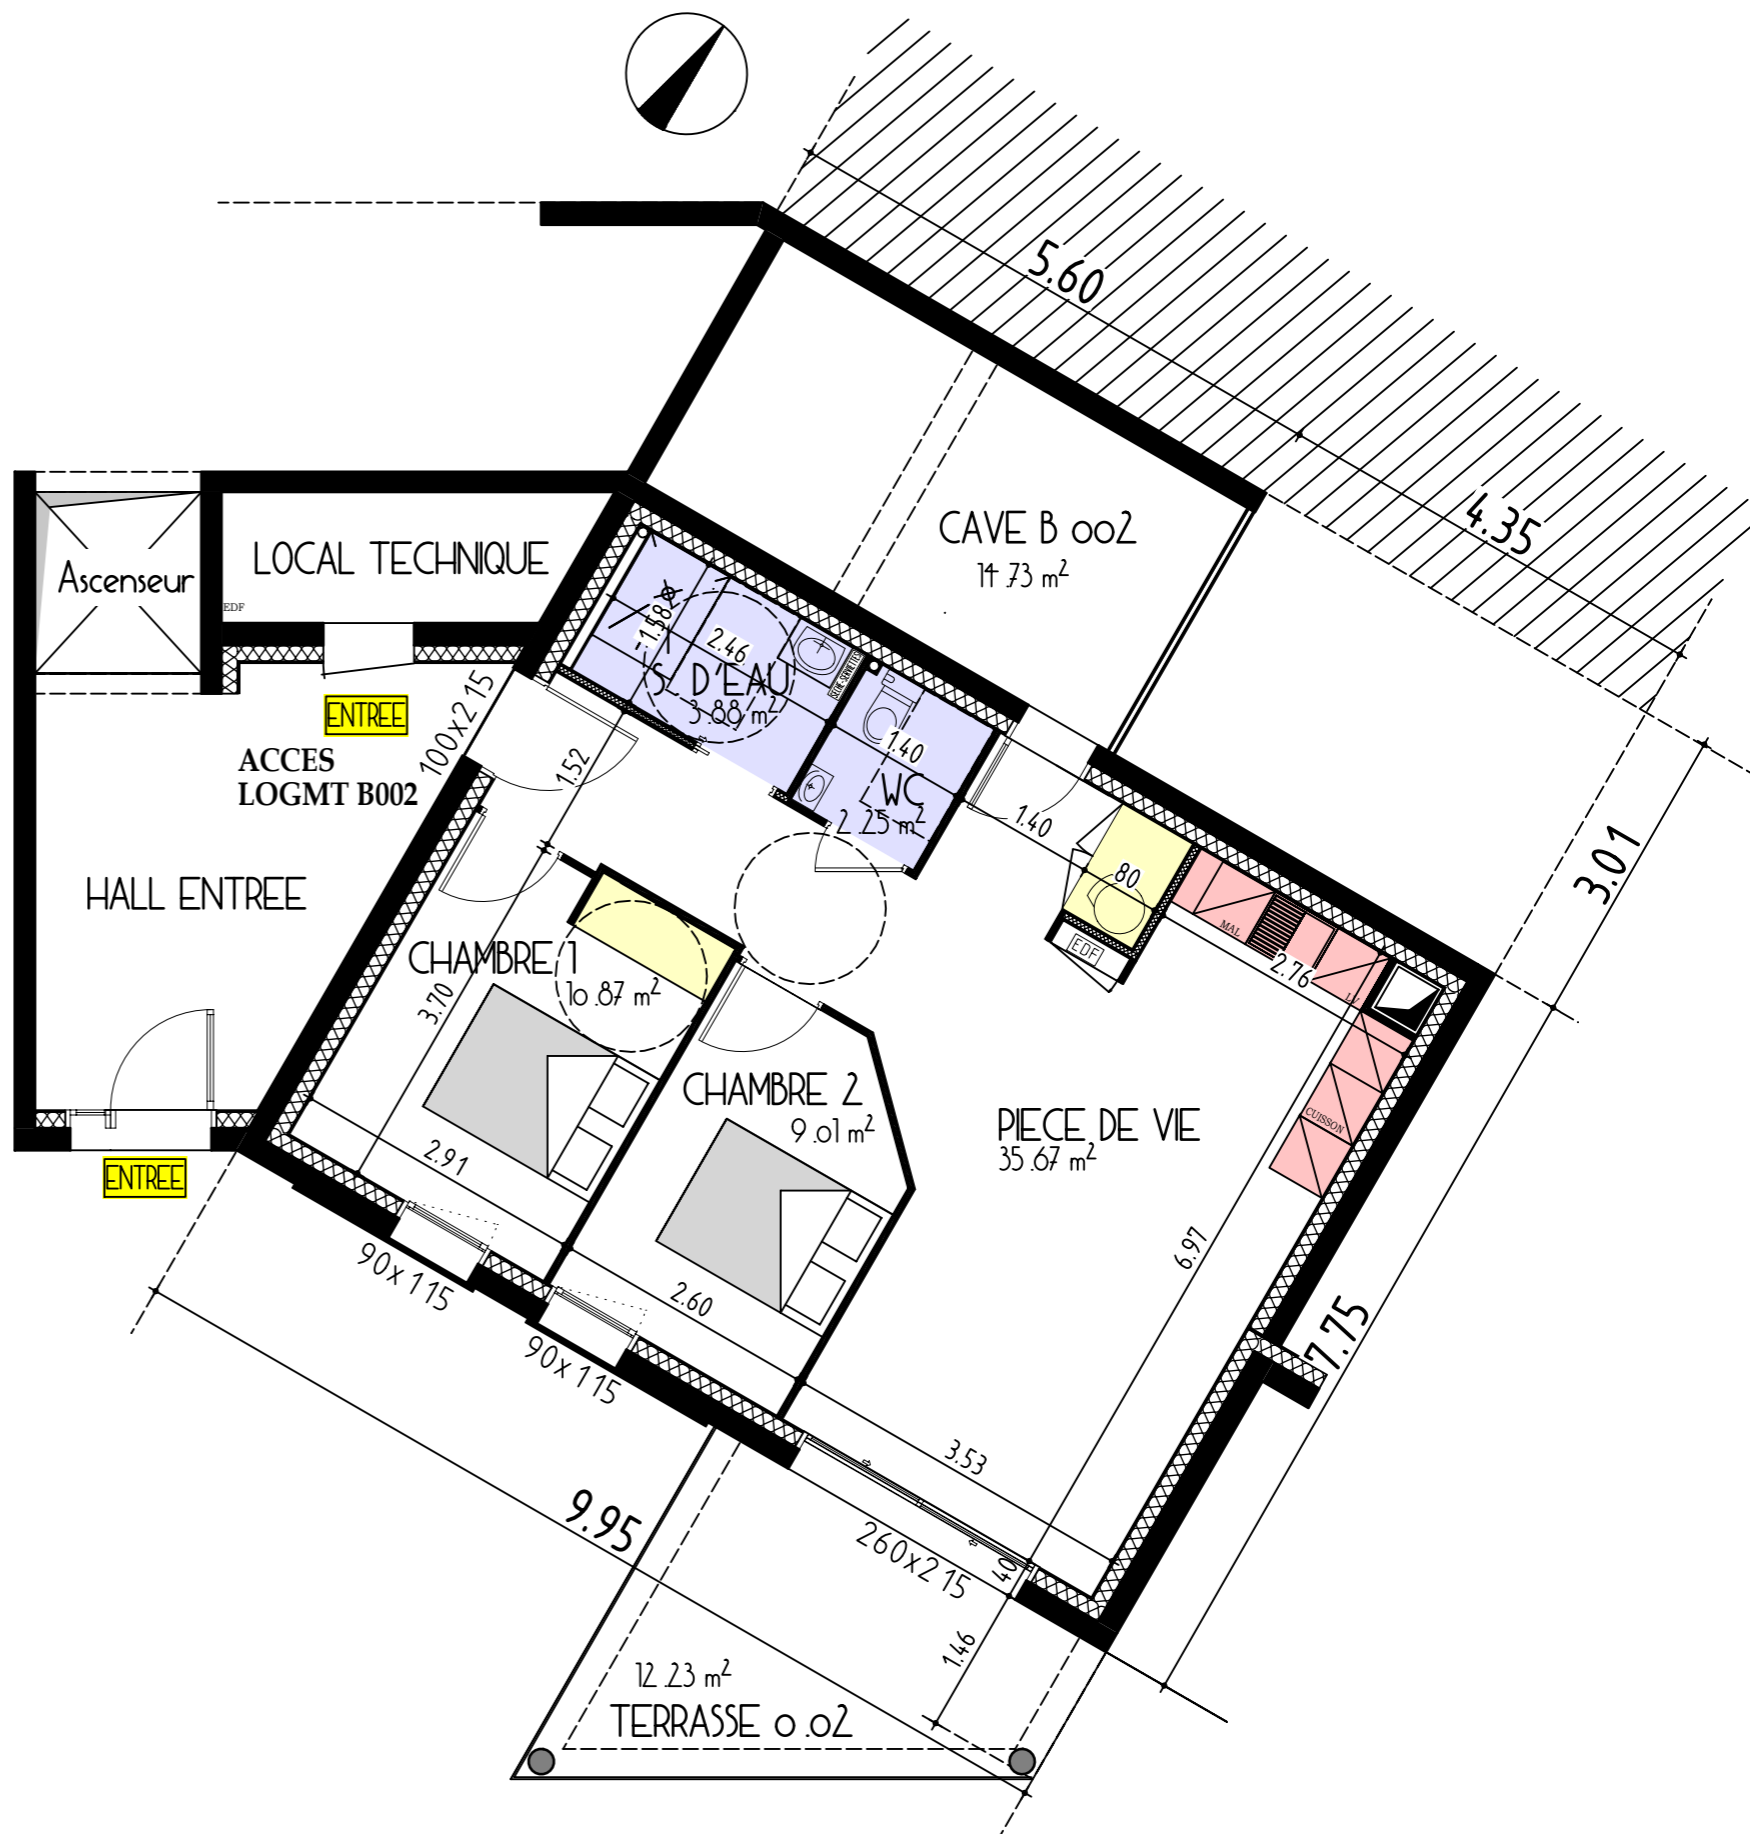 5.60
4.35
CAVE B 002
14.73 m²
LOCAL TECHNIQUE
Ascenseur
EDF
1.58
2.46
S. D'EAU
3.88 m²
SECHE-SERVIETTES
ENTREE
100x215
ACCES
LOGMT B002
1.52
1.40
WC
2.25 m²
1.40
80
3.01
HALL ENTREE
MAL
EDF
2.76
LV
CHAMBRE 1
10.87 m²
3.70
CHAMBRE 2
9.01 m²
PIECE DE VIE
35.67 m²
CUISSON
2.91
ENTREE
6.97
90x115
2.60
7.75
90x115
3.53
9.95
260x215
40
1.46
12.23 m²
TERRASSE 0.02